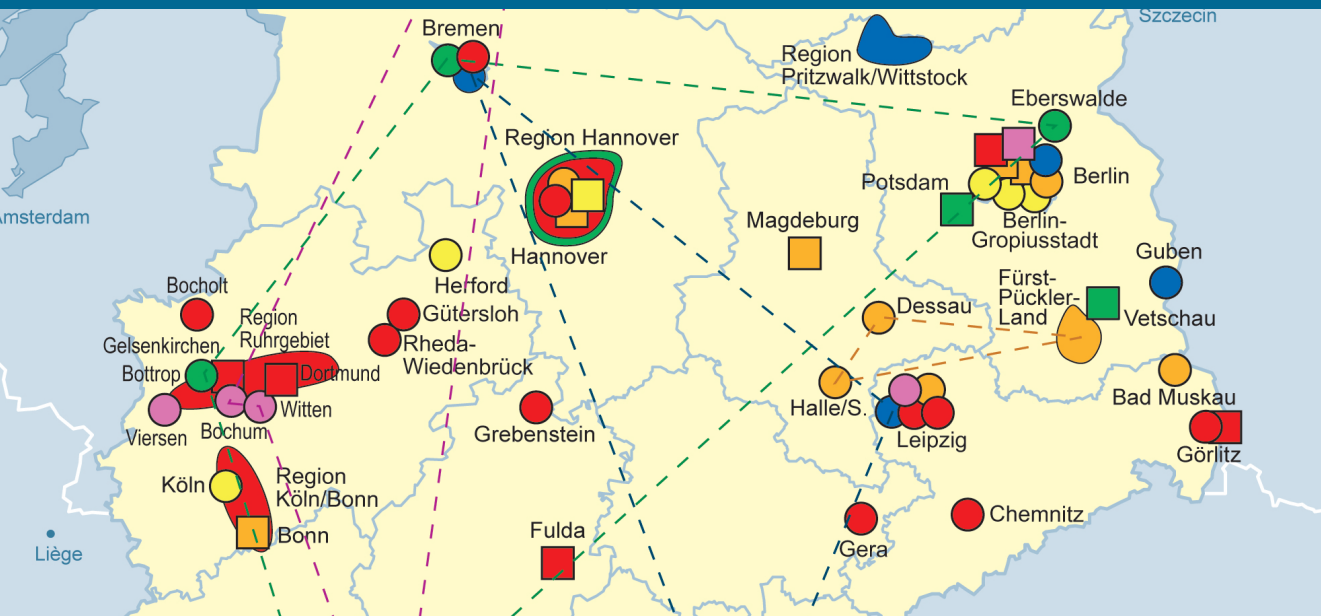 Szczecin
Bremen
Region
Pritzwalk/Wittstock
Eberswalde
Region Hannover
Potsdam
Berlin
Amsterdam
Magdeburg
Berlin-
Gropiusstadt
Hannover
Guben
Bocholt
Herford
Fürst-
Pückler-
Land
Dessau
Gütersloh
Vetschau
Region
Ruhrgebiet
Gelsenkirchen
Rheda-
Wiedenbrück
Bottrop
Dortmund
Bad Muskau
Halle/S.
Witten
Viersen
Bochum
Grebenstein
Leipzig
Görlitz
Köln
Region
Köln/Bonn
Chemnitz
Bonn
Fulda
Gera
Liège